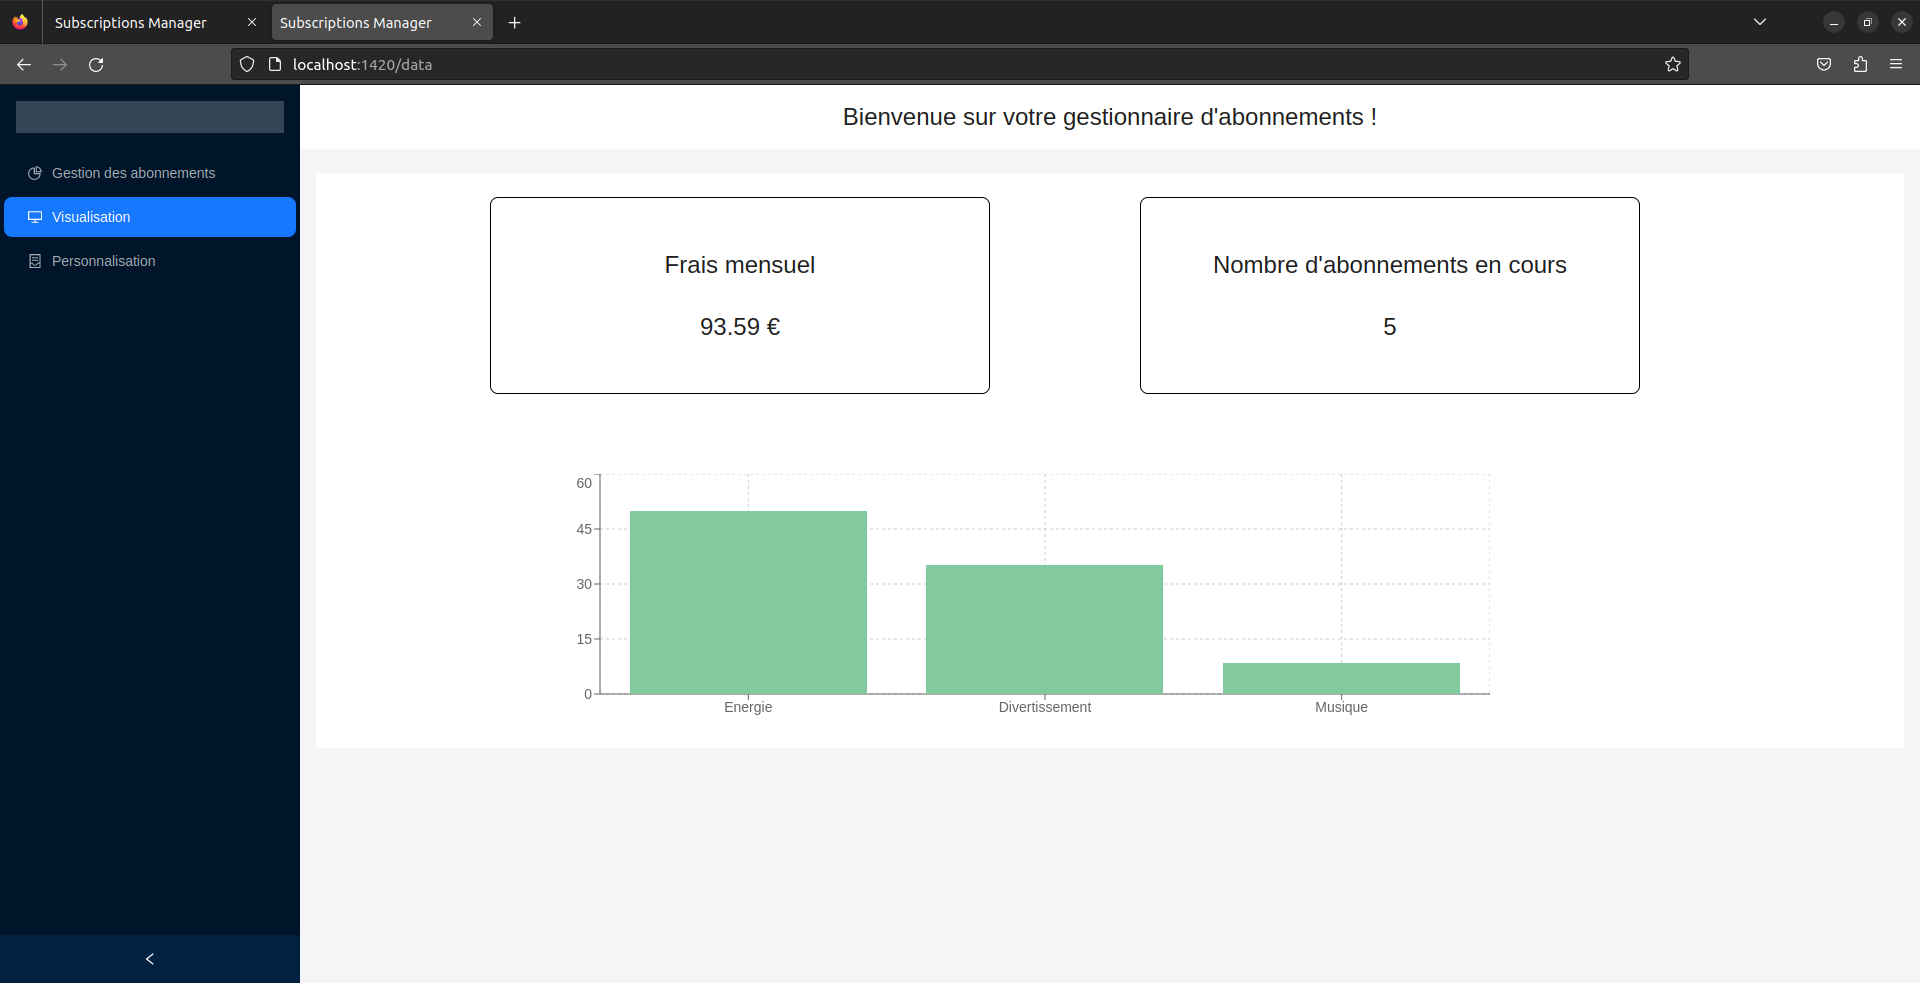 Subscriptions Manager
Subscriptions Manager
localhost:1420/data
Gestion des abonnements
Visualisation
Personnalisation
Bienvenue sur votre gestionnaire d'abonnements !
Frais mensuel
93.59 €
Nombre d'abonnements en cours
5
60
45
30
15
0
Energie
Divertissement
Musique